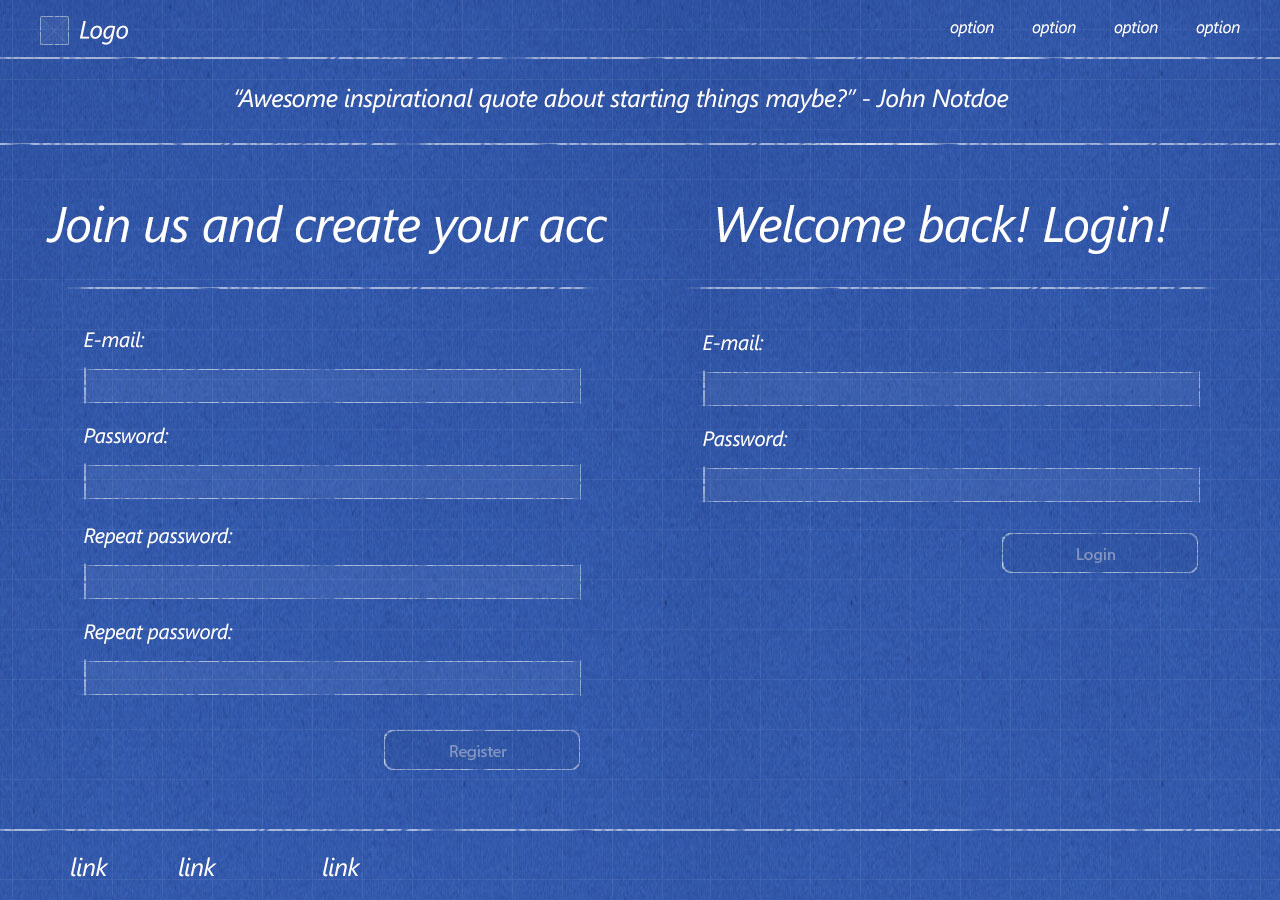 Logo
option option option option
“Awesome inspirational quote about starting things maybe?” - John Notdoe
Join us and create your acc
E-mail:
Password:
Repeat password:
Repeat password:
Register
Welcome back! Login!
E-mail:
Password:
Login
link link link